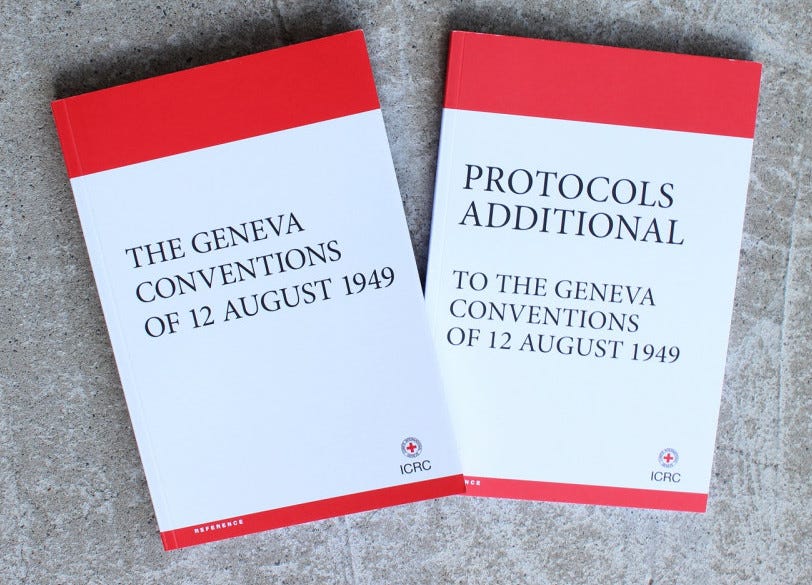 THE GENEVA
CONVENTIONS
OF 12 AUGUST 1949
ICRC
REFERENCE
PROTOCOLS
ADDITIONAL
TO THE GENEVA
CONVENTIONS
OF 12 AUGUST 1949
ICRC